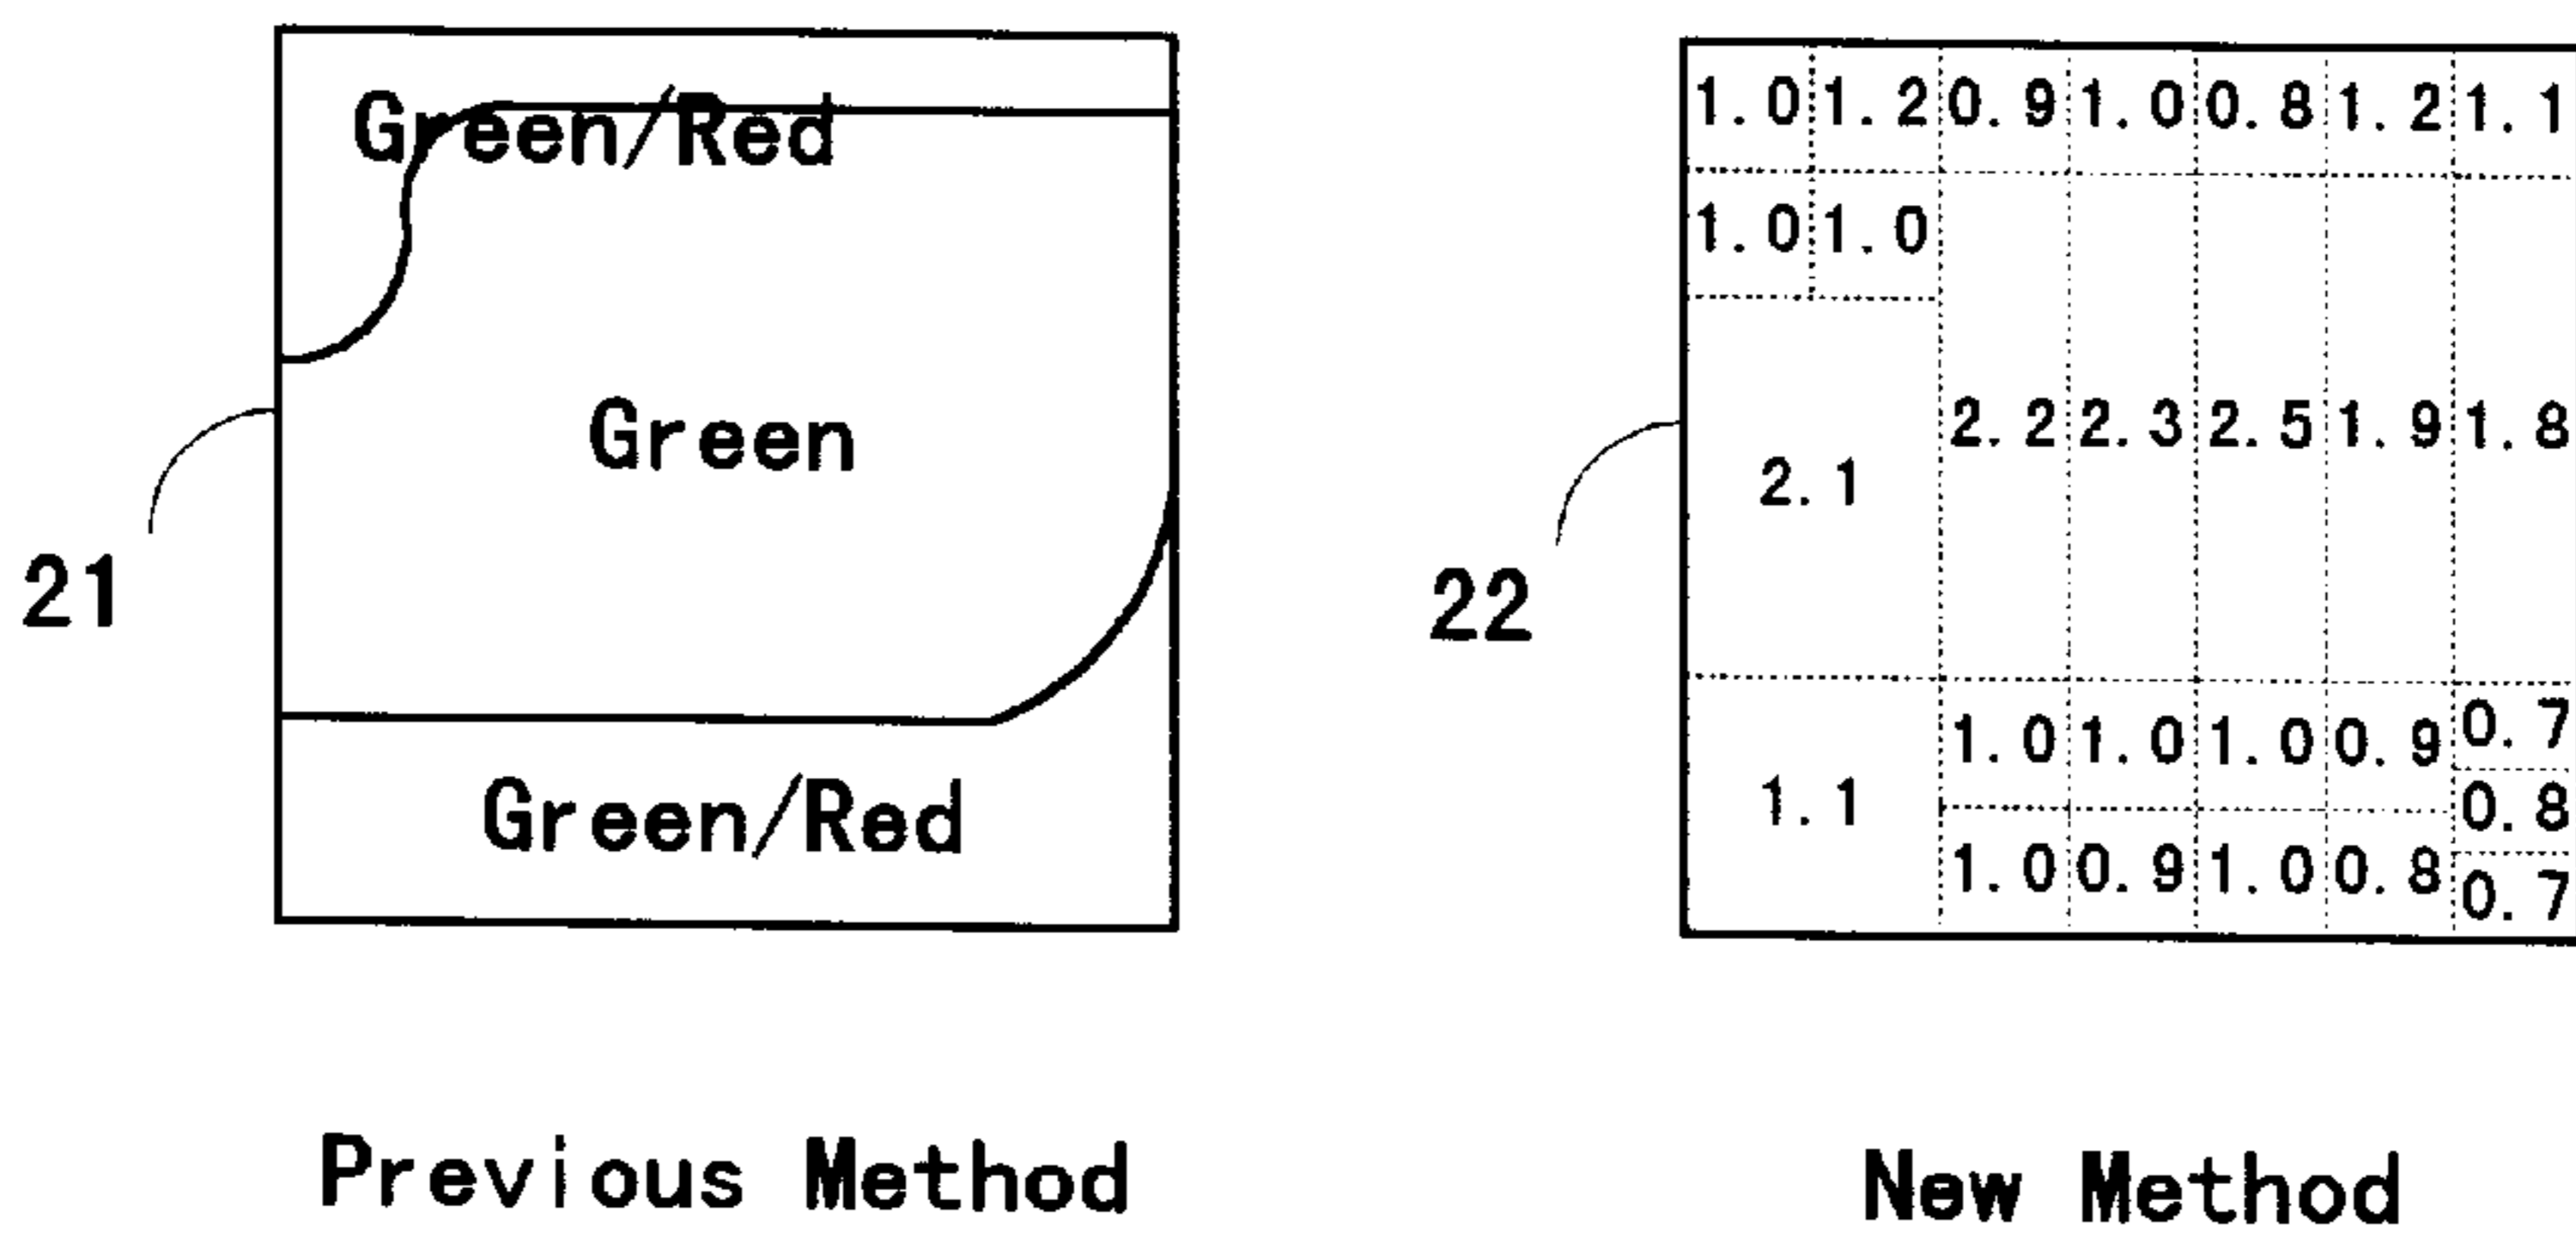 Green/Red
Green
21
Green/Red
Previous Method
1.0 1.2 0.9 1.0 0.8 1.2 1.1
1.0 1.0
2.2 2.3 2.5 1.9 1.8
2.1
22
1.0 1.0 1.0 0.9 0.7
1.1 0.8
1.0 0.9 1.0 0.8 0.7
New Method